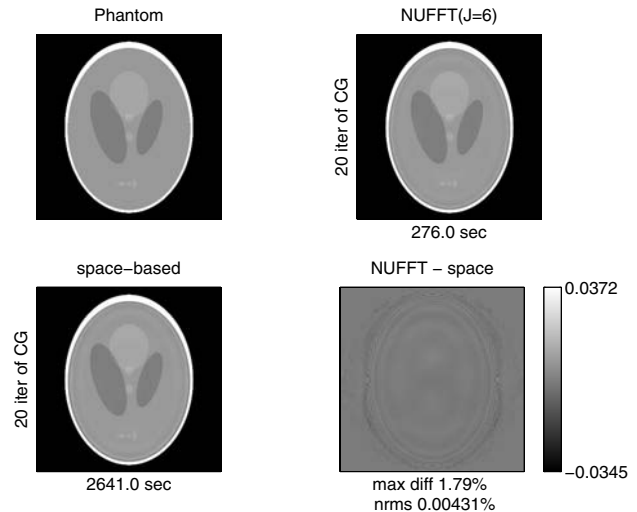 Phantom
NUFFT(J=6)
20 iter of CG
276.0 sec
space−based
20 iter of CG
2641.0 sec
NUFFT − space
0.0372
−0.0345
max diff 1.79%
nrms 0.00431%